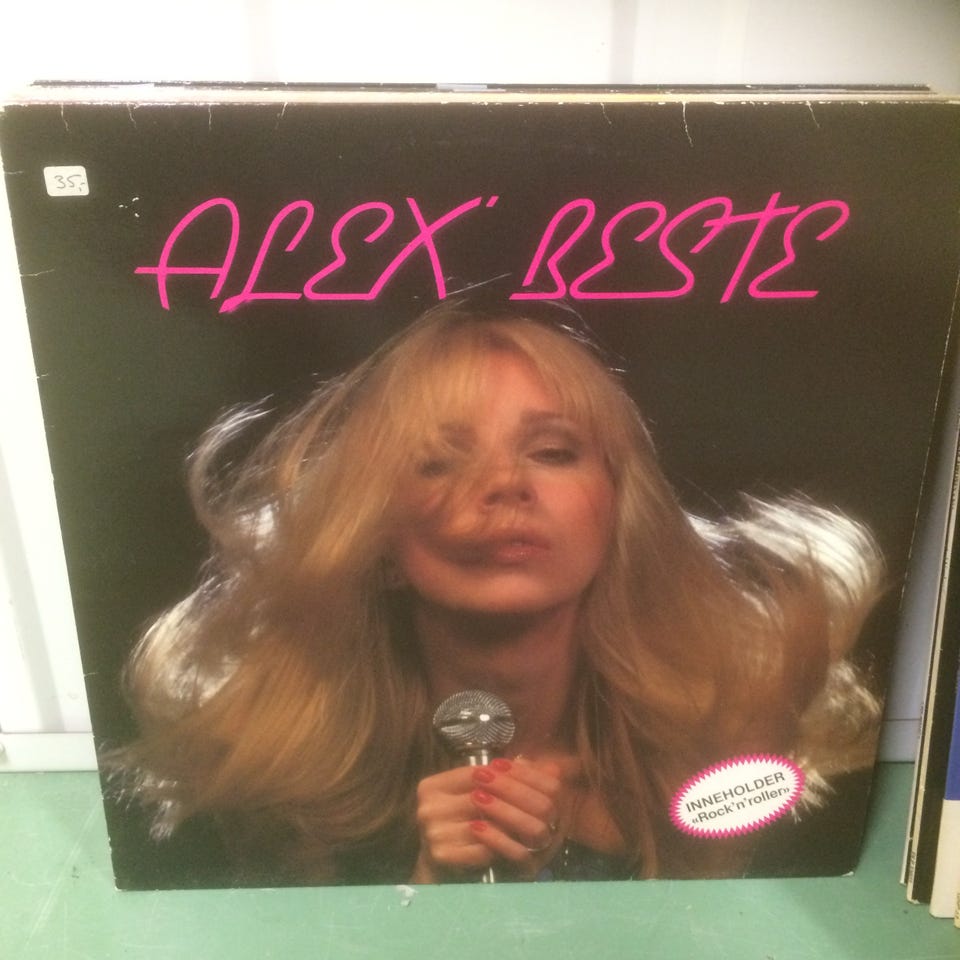 35,-
ALEX' BESTE
INNEHOLDER
«Rock'n'roller»